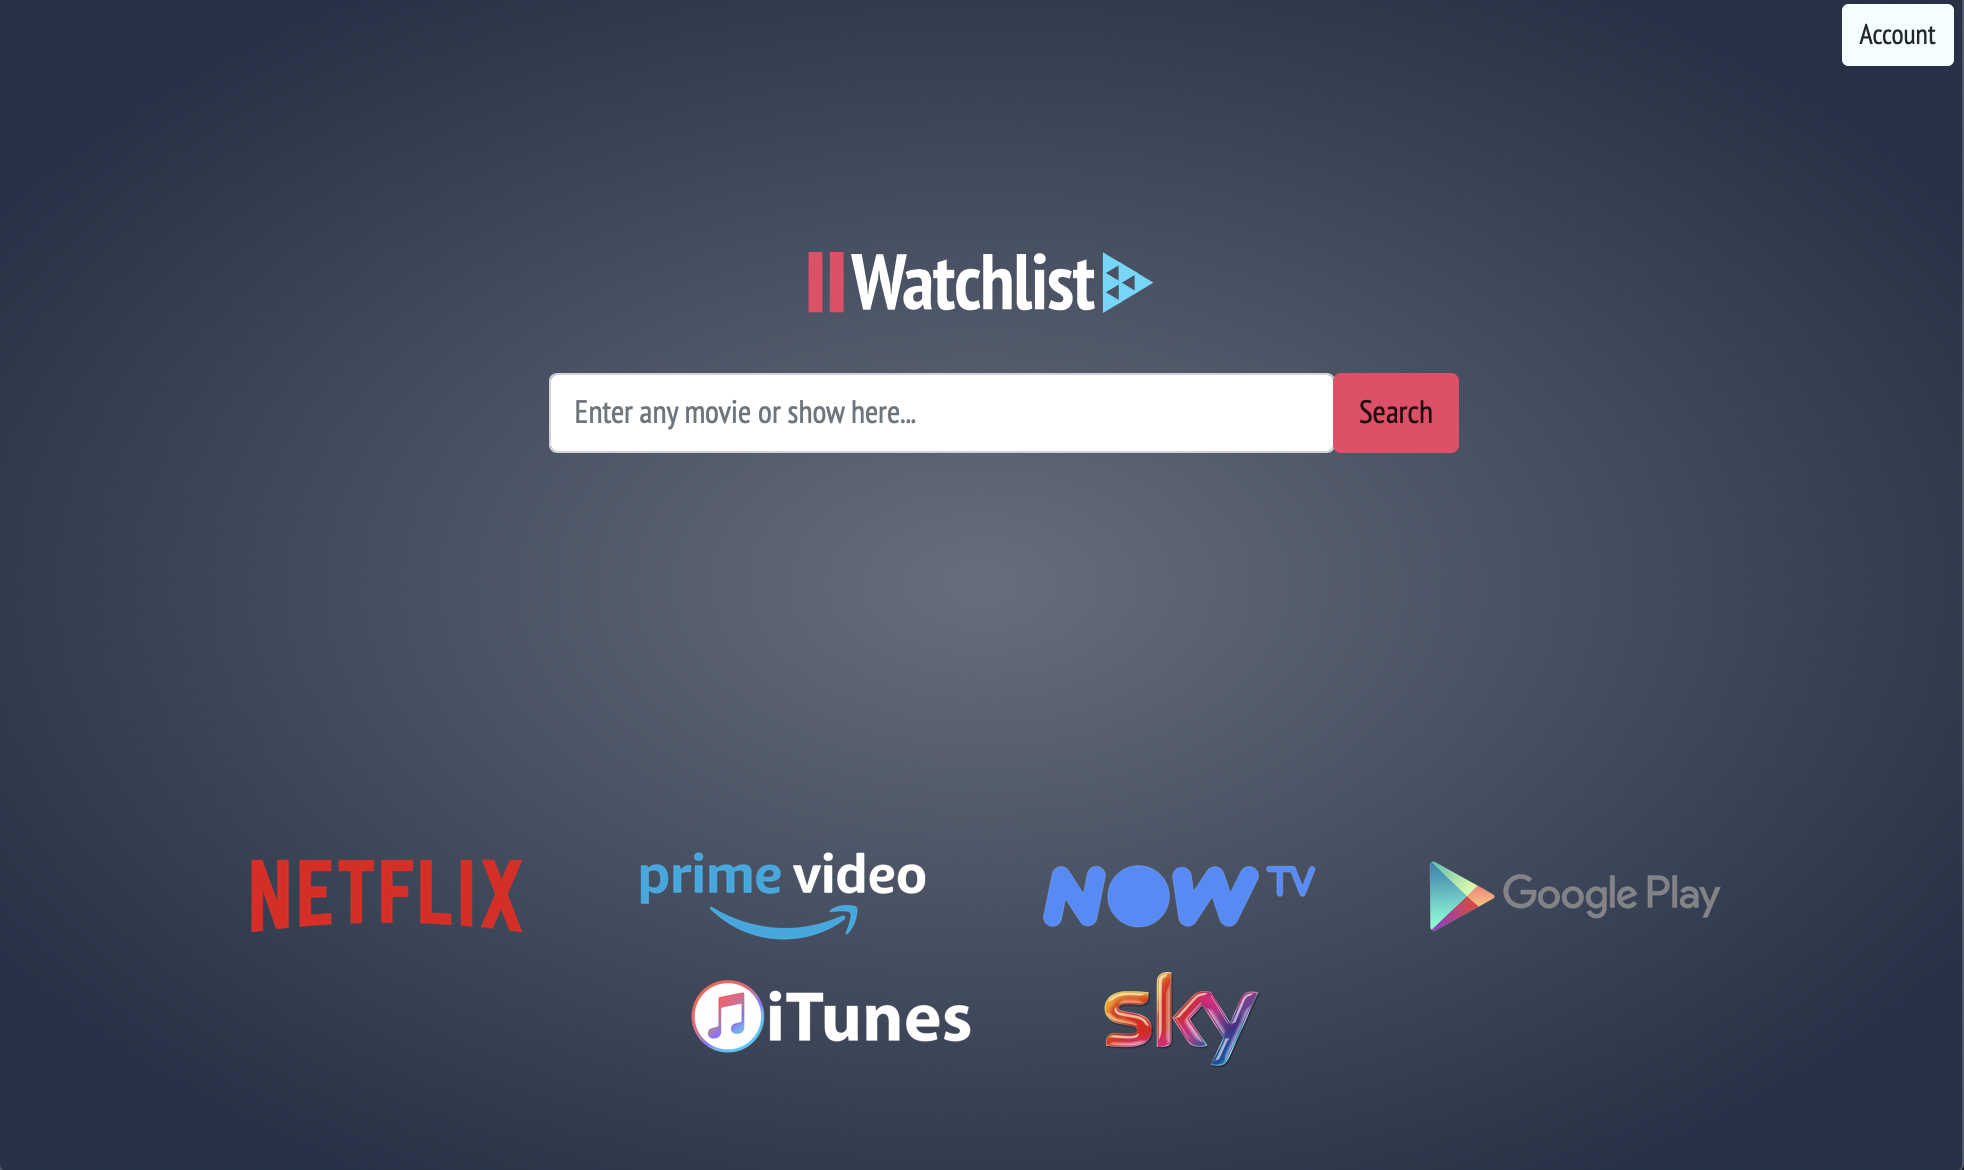 Account
Watchlist
Enter any movie or show here...
Search
NETFLIX
prime video
NOW TV
Google Play
iTunes
sky